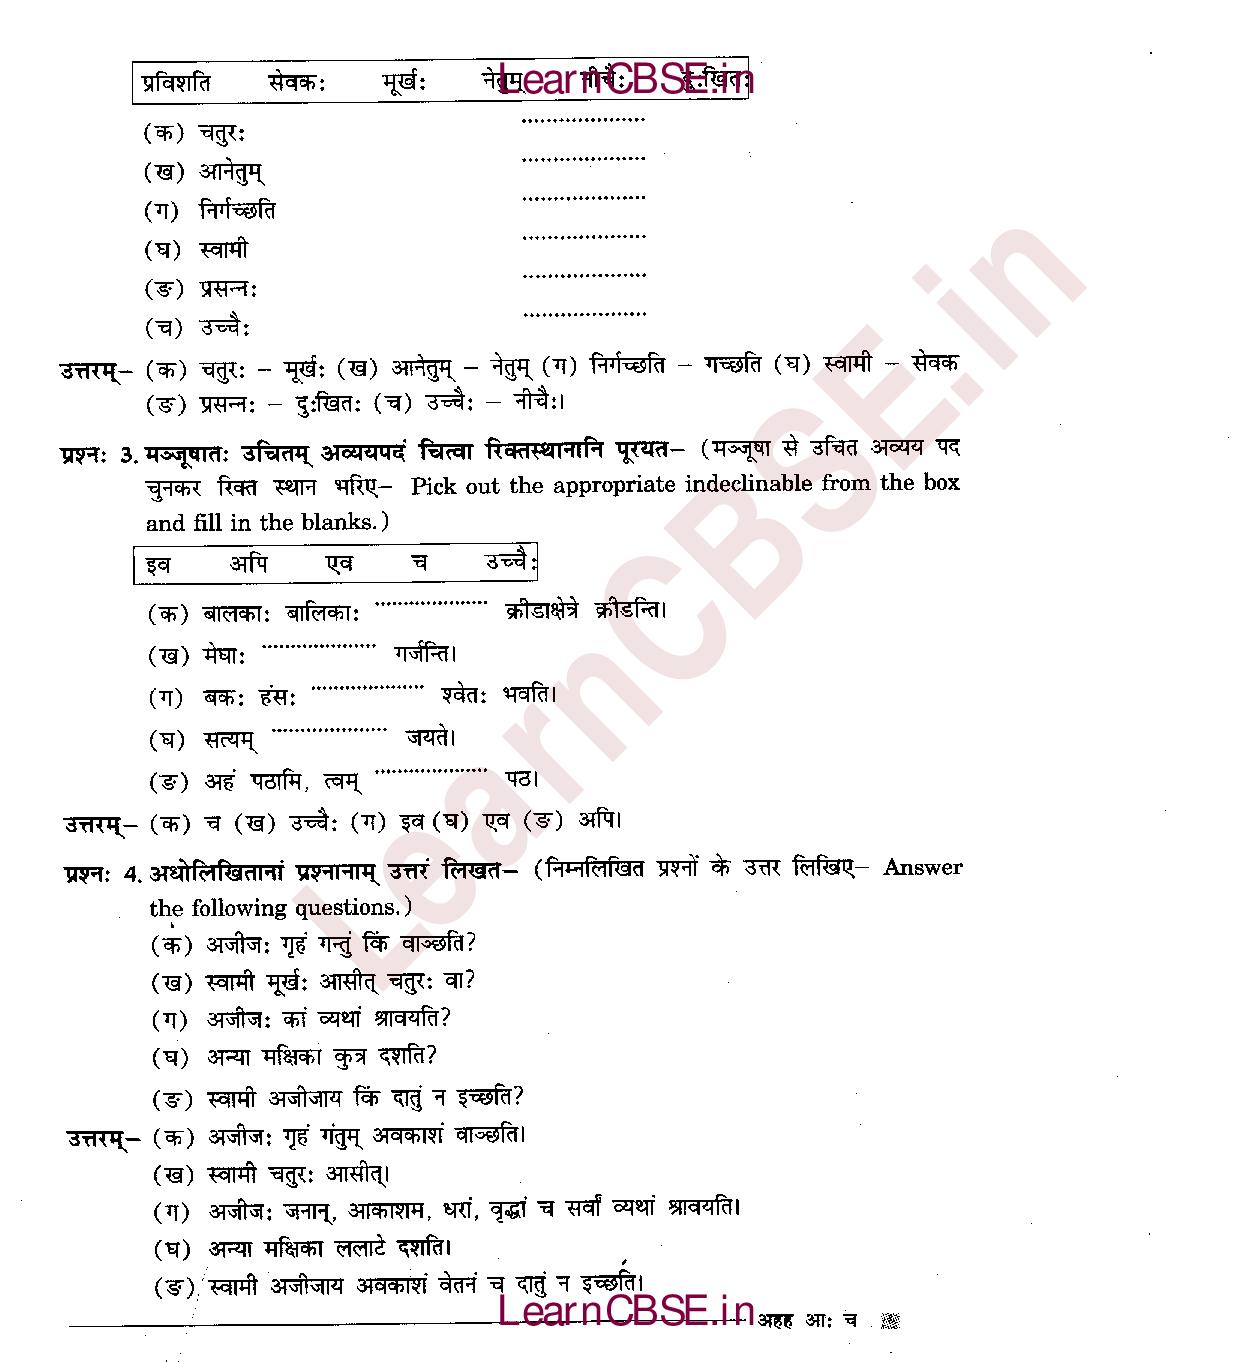 प्रविशति सेवकः मूर्खः नेतुम् नीचैः दुःखितः
LearnCBSE.in
(क) चतुरः ....................
(ख) आनेतुम् ....................
(ग) निर्गच्छति ....................
(घ) स्वामी ....................
(ङ) प्रसन्नः ....................
(च) उच्चैः ....................
उत्तरम्– (क) चतुरः – मूर्खः (ख) आनेतुम् – नेतुम् (ग) निर्गच्छति – गच्छति (घ) स्वामी – सेवक
(ङ) प्रसन्नः – दुःखितः (च) उच्चैः – नीचैः।
प्रश्नः 3. मञ्जूषातः उचितम् अव्ययपदं चित्वा रिक्तस्थानानि पूरयत– (मञ्जूषा से उचित अव्यय पद
चुनकर रिक्त स्थान भरिए– Pick out the appropriate indeclinable from the box
and fill in the blanks.)
इव अपि एव च उच्चैः
(क) बालकाः बालिकाः .................... क्रीडाक्षेत्रे क्रीडन्ति।
(ख) मेघाः .................... गर्जन्ति।
(ग) बकः हंसः .................... श्वेतः भवति।
(घ) सत्यम् .................... जयते।
(ङ) अहं पठामि, त्वम् .................... पठ।
उत्तरम्– (क) च (ख) उच्चैः (ग) इव (घ) एव (ङ) अपि।
प्रश्नः 4. अधोलिखितानां प्रश्नानाम् उत्तरं लिखत– (निम्नलिखित प्रश्नों के उत्तर लिखिए– Answer
the following questions.)
(क) अजीजः गृहं गन्तुं किं वाञ्छति?
(ख) स्वामी मूर्खः आसीत् चतुरः वा?
(ग) अजीजः कां व्यथां श्रावयति?
(घ) अन्या मक्षिका कुत्र दशति?
(ङ) स्वामी अजीजाय किं दातुं न इच्छति?
उत्तरम्– (क) अजीजः गृहं गंतुम् अवकाशं वाञ्छति।
(ख) स्वामी चतुरः आसीत्।
(ग) अजीजः जनान्, आकाशम, धरां, वृद्धां च सर्वां व्यथां श्रावयति।
(घ) अन्या मक्षिका ललाटे दशति।
(ङ) स्वामी अजीजाय अवकाशं वेतनं च दातुं न इच्छति।
LearnCBSE.in
अहह आः च
LearnCBSE.in